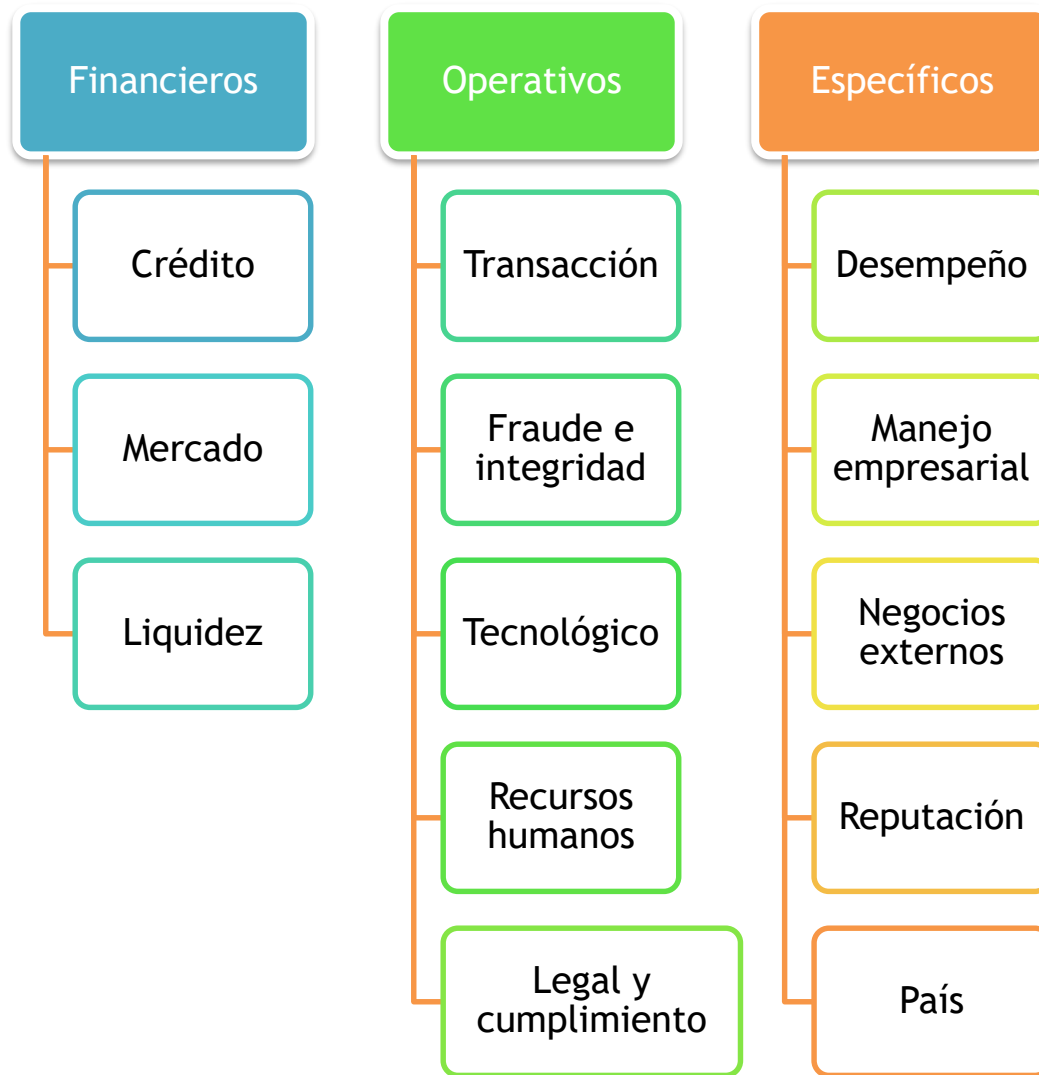 Financieros
Crédito
Mercado
Liquidez
Operativos
Transacción
Fraude e
integridad
Tecnológico
Recursos
humanos
Legal y
cumplimiento
Específicos
Desempeño
Manejo
empresarial
Negocios
externos
Reputación
País